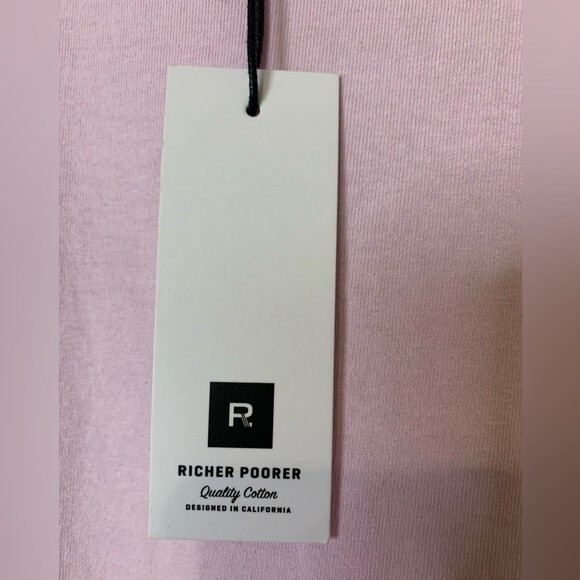 R.
RICHER POORER
Quality Cotton
DESIGNED IN CALIFORNIA